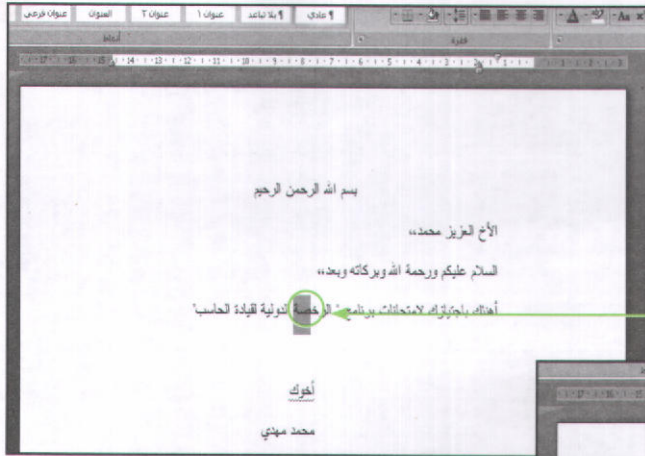 ¶ عادي ¶ بلا تباعد عنوان ١ عنوان ٢ العنوان عنوان فرعي
فقرة أنماط
بسم الله الرحمن الرحيم
الأخ العزيز محمد،،
السلام عليكم ورحمة الله وبركاته وبعد،،
أهنئك باجتيازك لامتحانات برنامج " الرخصة الدولية لقيادة الحاسب"
أخوك
محمد مهدي